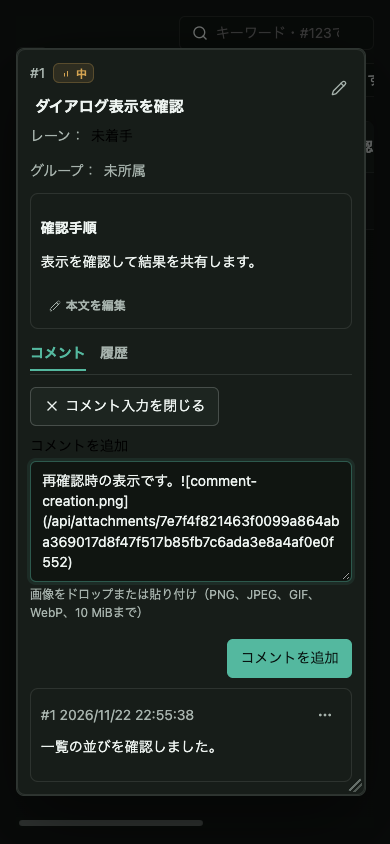 キーワード・#123
#1 中
ダイアログ表示を確認
レーン： 未着手
グループ： 未所属
確認手順
表示を確認して結果を共有します。
本文を編集
コメント 履歴
× コメント入力を閉じる
コメントを追加
再確認時の表示です。![comment-
creation.png]
(/api/attachments/7e7f4f821463f0099a864ab
a369017d8f47f517b85fb7c6ada3e8a4af0e0f
552)
画像をドロップまたは貼り付け（PNG、JPEG、GIF、
WebP、10 MiBまで）
コメントを追加
#1 2026/11/22 22:55:38 ...
一覧の並びを確認しました。